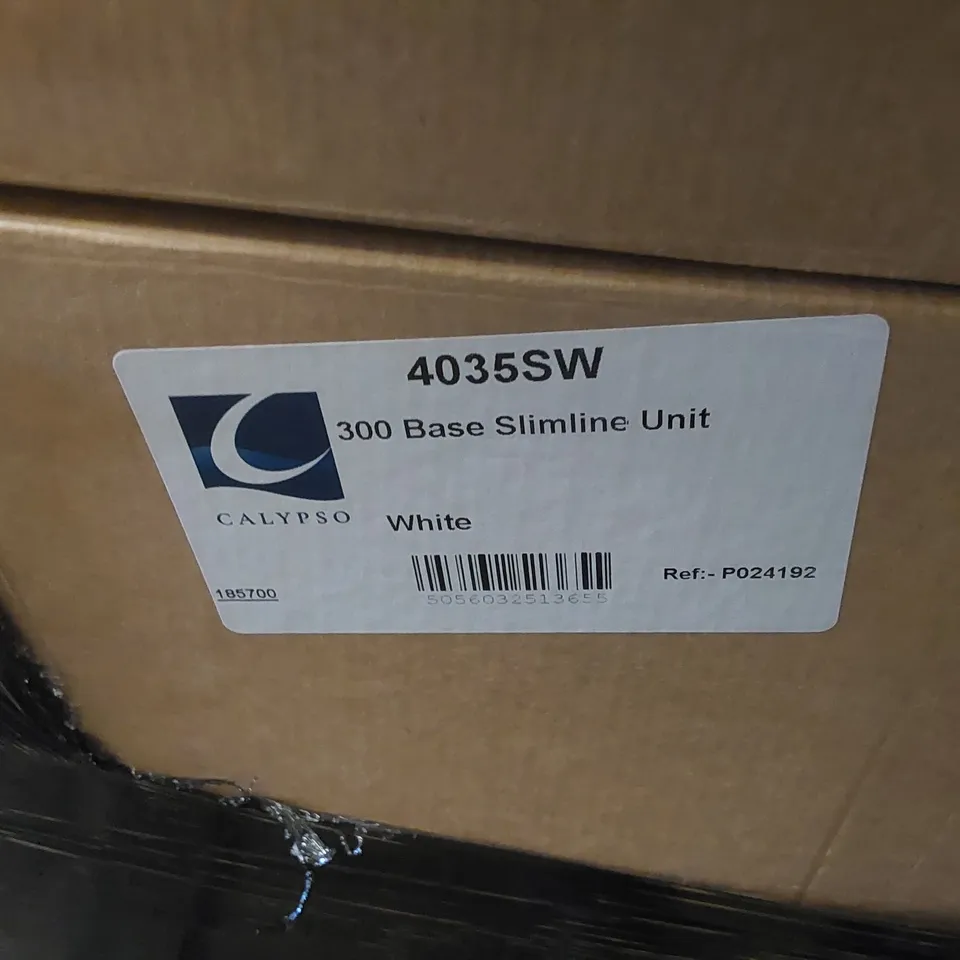 4035SW
300 Base Slimline Unit
CALYPSO
White
185700
5056032513655
Ref:- P024192